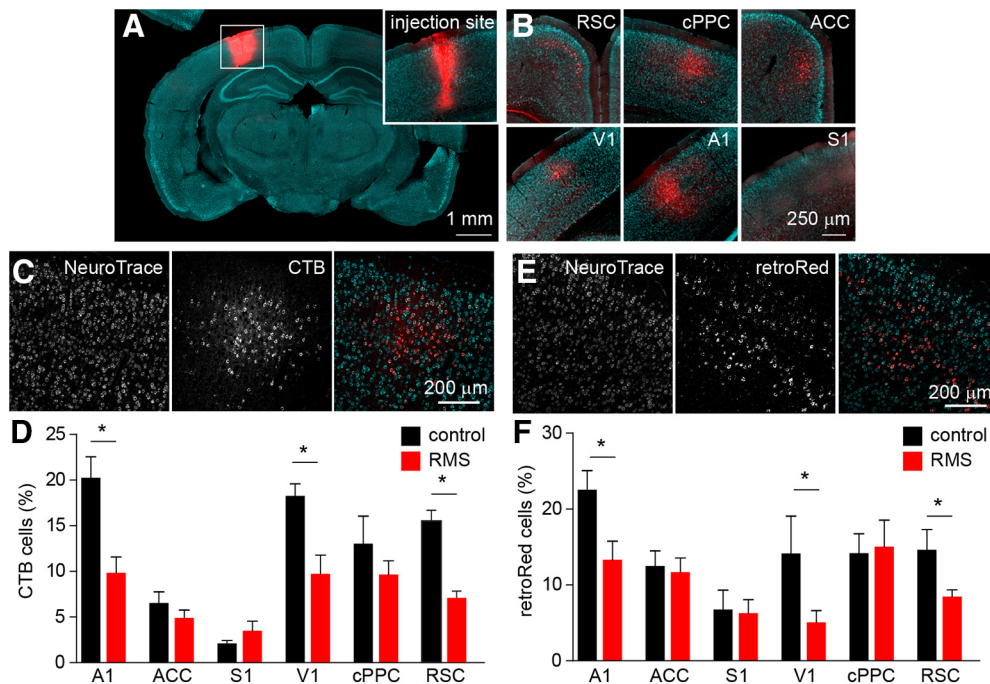 A
injection site
1 mm
B
RSC
cPPC
ACC
V1
A1
S1
250 μm
C
NeuroTrace
CTB
200 μm
E
NeuroTrace
retroRed
200 μm
D
25
20
15
10
5
0
CTB cells (%)
*
*
*
control
RMS
A1 ACC S1 V1 cPPC RSC
F
30
20
10
0
retroRed cells (%)
*
*
*
control
RMS
A1 ACC S1 V1 cPPC RSC